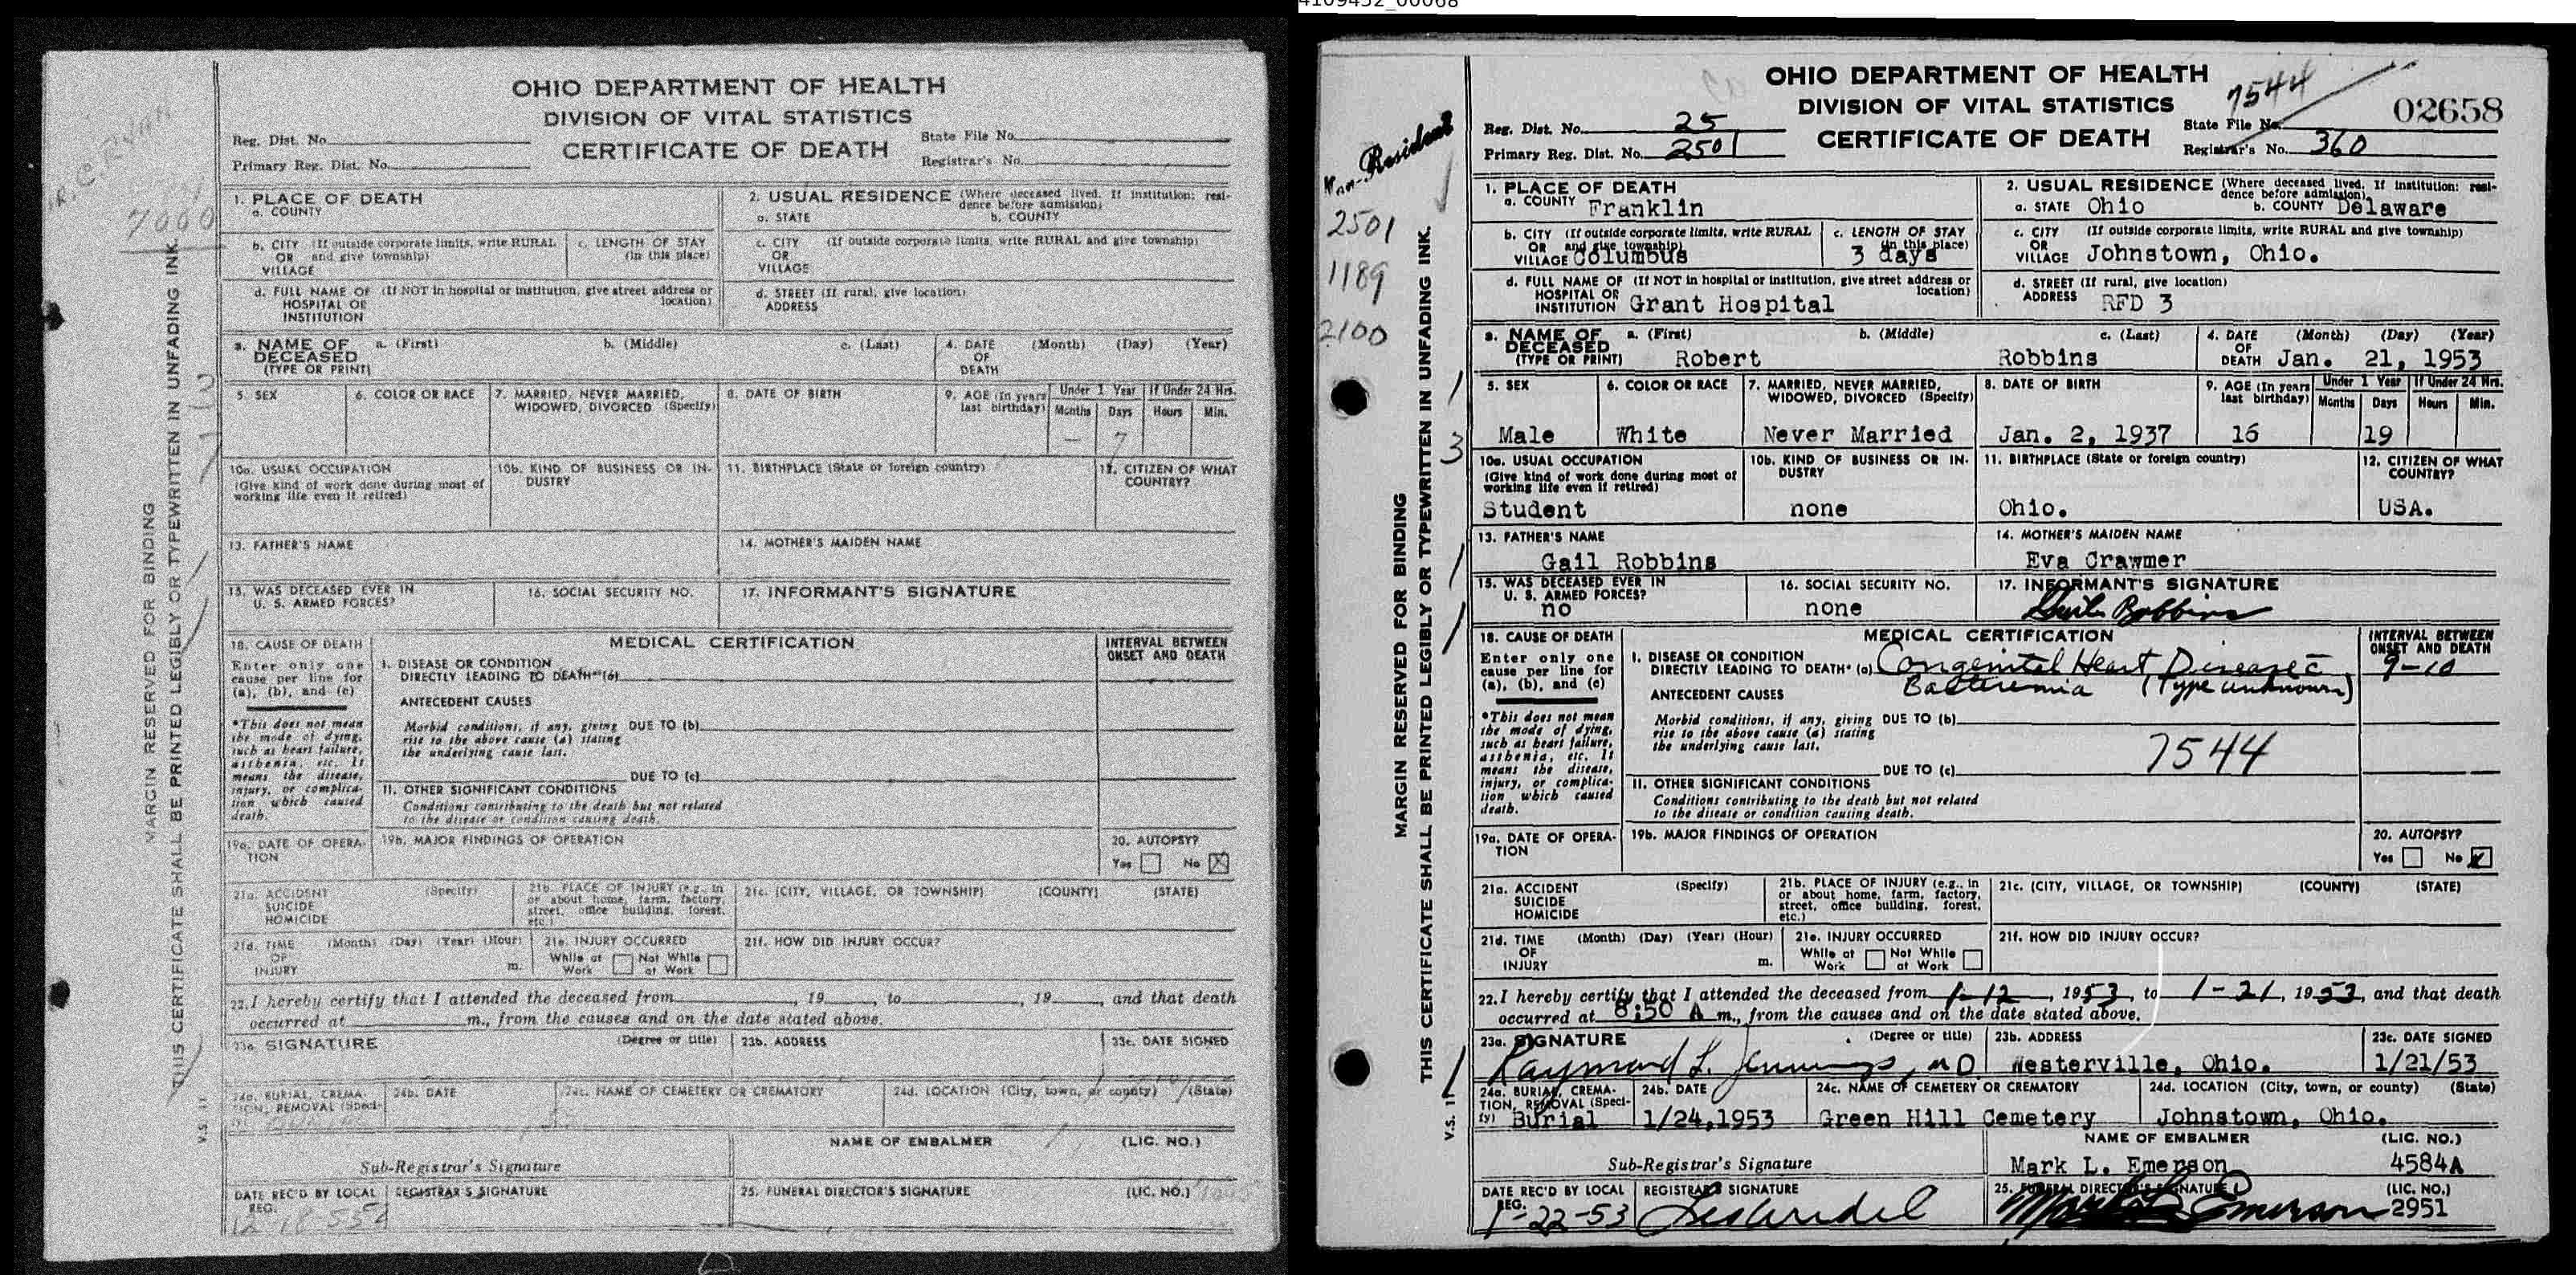 OHIO DEPARTMENT OF HEALTH
DIVISION OF VITAL STATISTICS
CERTIFICATE OF DEATH
Reg. Dist. No.
Primary Reg. Dist. No.
State File No.
Registrar's No.
7000
MARGIN RESERVED FOR BINDING
THIS CERTIFICATE SHALL BE PRINTED LEGIBLY OR TYPEWRITTEN IN UNFADING INK.
V.S. 11
1. PLACE OF DEATH
a. COUNTY
2. USUAL RESIDENCE (Where deceased lived. If institution: residence before admission)
a. STATE b. COUNTY
b. CITY (If outside corporate limits, write RURAL
OR and give township)
VILLAGE
c. LENGTH OF STAY
(in this place)
c. CITY (If outside corporate limits, write RURAL and give township)
OR
VILLAGE
d. FULL NAME OF (If NOT in hospital or institution, give street address or location)
HOSPITAL OR
INSTITUTION
d. STREET (If rural, give location)
ADDRESS
3. NAME OF DECEASED
(TYPE OR PRINT)
a. (First) b. (Middle) c. (Last)
4. DATE OF DEATH (Month) (Day) (Year)
5. SEX
6. COLOR OR RACE
7. MARRIED, NEVER MARRIED,
WIDOWED, DIVORCED (Specify)
8. DATE OF BIRTH
9. AGE (In years
last birthday)
Under 1 Year If Under 24 Hrs.
Months Days Hours Min.
7
10a. USUAL OCCUPATION
(Give kind of work done during most of
working life even if retired)
10b. KIND OF BUSINESS OR IN-
DUSTRY
11. BIRTHPLACE (State or foreign country)
12. CITIZEN OF WHAT
COUNTRY?
13. FATHER'S NAME
14. MOTHER'S MAIDEN NAME
15. WAS DECEASED EVER IN
U. S. ARMED FORCES?
16. SOCIAL SECURITY NO.
17. INFORMANT'S SIGNATURE
18. CAUSE OF DEATH
Enter only one
cause per line for
(a), (b), and (c)
*This does not mean
the mode of dying,
such as heart failure,
asthenia, etc. It
means the disease,
injury, or complica-
tion which caused
death.
MEDICAL CERTIFICATION
INTERVAL BETWEEN
ONSET AND DEATH
I. DISEASE OR CONDITION
DIRECTLY LEADING TO DEATH* (a)
ANTECEDENT CAUSES
Morbid conditions, if any, giving DUE TO (b)
rise to the above cause (a) stating
the underlying cause last.
DUE TO (c)
II. OTHER SIGNIFICANT CONDITIONS
Conditions contributing to the death but not related
to the disease or condition causing death.
19a. DATE OF OPERA-
TION
19b. MAJOR FINDINGS OF OPERATION
20. AUTOPSY?
Yes No X
21a. ACCIDENT (Specify)
SUICIDE
HOMICIDE
21b. PLACE OF INJURY (e.g., in
or about home, farm, factory,
street, office building, forest,
etc.)
21c. (CITY, VILLAGE, OR TOWNSHIP) (COUNTY) (STATE)
21d. TIME (Month) (Day) (Year) (Hour)
OF
INJURY m.
21e. INJURY OCCURRED
While at Work Not While at Work
21f. HOW DID INJURY OCCUR?
22. I hereby certify that I attended the deceased from , 19 , to , 19 , and that death
occurred at m., from the causes and on the date stated above.
23a. SIGNATURE (Degree or title)
23b. ADDRESS
23c. DATE SIGNED
24a. BURIAL, CREMA-
TION, REMOVAL (Speci-
fy)
24b. DATE
24c. NAME OF CEMETERY OR CREMATORY
24d. LOCATION (City, town, or county) (State)
Sub-Registrar's Signature
NAME OF EMBALMER (LIC. NO.)
DATE REC'D BY LOCAL
REG.
REGISTRAR'S SIGNATURE
25. FUNERAL DIRECTOR'S SIGNATURE (LIC. NO.)
OHIO DEPARTMENT OF HEALTH
DIVISION OF VITAL STATISTICS
CERTIFICATE OF DEATH
7544
02658
Reg. Dist. No. 25
Primary Reg. Dist. No. 2501
State File No.
Registrar's No. 360
Non-Resident
2501
1189
2100
3
MARGIN RESERVED FOR BINDING
THIS CERTIFICATE SHALL BE PRINTED LEGIBLY OR TYPEWRITTEN IN UNFADING INK.
V.S. 11
1. PLACE OF DEATH
a. COUNTY Franklin
2. USUAL RESIDENCE (Where deceased lived. If institution: residence before admission)
a. STATE Ohio b. COUNTY Delaware
b. CITY (If outside corporate limits, write RURAL
OR and give township)
VILLAGE Columbus
c. LENGTH OF STAY
(in this place)
3 days
c. CITY (If outside corporate limits, write RURAL and give township)
OR
VILLAGE Johnstown, Ohio.
d. FULL NAME OF (If NOT in hospital or institution, give street address or location)
HOSPITAL OR
INSTITUTION Grant Hospital
d. STREET (If rural, give location)
ADDRESS RFD 3
3. NAME OF DECEASED
(TYPE OR PRINT)
a. (First) b. (Middle) c. (Last)
Robert Robbins
4. DATE OF DEATH (Month) (Day) (Year)
Jan. 21, 1953
5. SEX
Male
6. COLOR OR RACE
White
7. MARRIED, NEVER MARRIED,
WIDOWED, DIVORCED (Specify)
Never Married
8. DATE OF BIRTH
Jan. 2, 1937
9. AGE (In years
last birthday)
16
Under 1 Year If Under 24 Hrs.
Months Days Hours Min.
19
10a. USUAL OCCUPATION
(Give kind of work done during most of
working life even if retired)
Student
10b. KIND OF BUSINESS OR IN-
DUSTRY
none
11. BIRTHPLACE (State or foreign country)
Ohio.
12. CITIZEN OF WHAT
COUNTRY?
USA.
13. FATHER'S NAME
Gail Robbins
14. MOTHER'S MAIDEN NAME
Eva Crawmer
15. WAS DECEASED EVER IN
U. S. ARMED FORCES?
no
16. SOCIAL SECURITY NO.
none
17. INFORMANT'S SIGNATURE
Robbins
18. CAUSE OF DEATH
Enter only one
cause per line for
(a), (b), and (c)
*This does not mean
the mode of dying,
such as heart failure,
asthenia, etc. It
means the disease,
injury, or complica-
tion which caused
death.
MEDICAL CERTIFICATION
INTERVAL BETWEEN
ONSET AND DEATH
I. DISEASE OR CONDITION
DIRECTLY LEADING TO DEATH* (a) Congenital Heart Disease c̄
9-10
Bacteremia (Type unknown)
ANTECEDENT CAUSES
Morbid conditions, if any, giving DUE TO (b)
rise to the above cause (a) stating
the underlying cause last.
7544
DUE TO (c)
II. OTHER SIGNIFICANT CONDITIONS
Conditions contributing to the death but not related
to the disease or condition causing death.
19a. DATE OF OPERA-
TION
19b. MAJOR FINDINGS OF OPERATION
20. AUTOPSY?
Yes No ✓
21a. ACCIDENT (Specify)
SUICIDE
HOMICIDE
21b. PLACE OF INJURY (e.g., in
or about home, farm, factory,
street, office building, forest,
etc.)
21c. (CITY, VILLAGE, OR TOWNSHIP) (COUNTY) (STATE)
21d. TIME (Month) (Day) (Year) (Hour)
OF
INJURY m.
21e. INJURY OCCURRED
While at Work Not While at Work
21f. HOW DID INJURY OCCUR?
22. I hereby certify that I attended the deceased from 1-12, 1953, to 1-21, 1953, and that death
occurred at 8:50 A m., from the causes and on the date stated above.
23a. SIGNATURE (Degree or title)
Raymond L. Jennings, MD
23b. ADDRESS
Westerville, Ohio.
23c. DATE SIGNED
1/21/53
24a. BURIAL, CREMA-
TION, REMOVAL (Speci-
fy) Burial
24b. DATE
1/24,1953
24c. NAME OF CEMETERY OR CREMATORY
Green Hill Cemetery
24d. LOCATION (City, town, or county) (State)
Johnstown, Ohio.
Sub-Registrar's Signature
NAME OF EMBALMER (LIC. NO.)
Mark L. Emerson 4584A
DATE REC'D BY LOCAL
REG.
1-22-53
REGISTRAR'S SIGNATURE
25. FUNERAL DIRECTOR'S SIGNATURE (LIC. NO.)
Emerson 2951